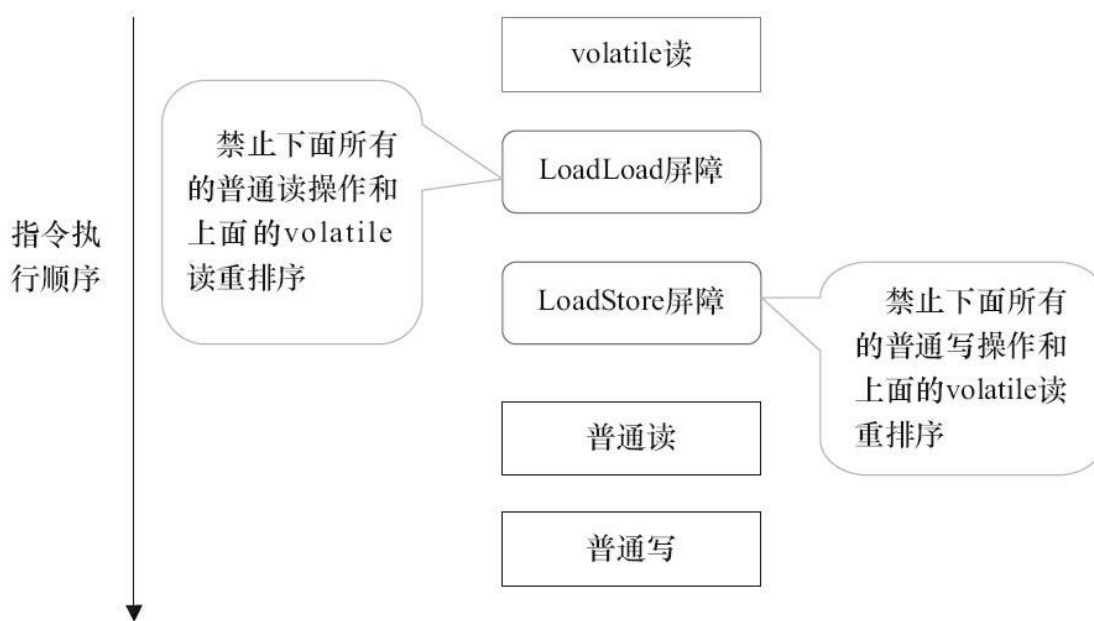 volatile读
禁止下面所有
的普通读操作和
上面的volatile
读重排序
LoadLoad屏障
指令执
行顺序
LoadStore屏障
禁止下面所有
的普通写操作和
上面的volatile读
重排序
普通读
普通写